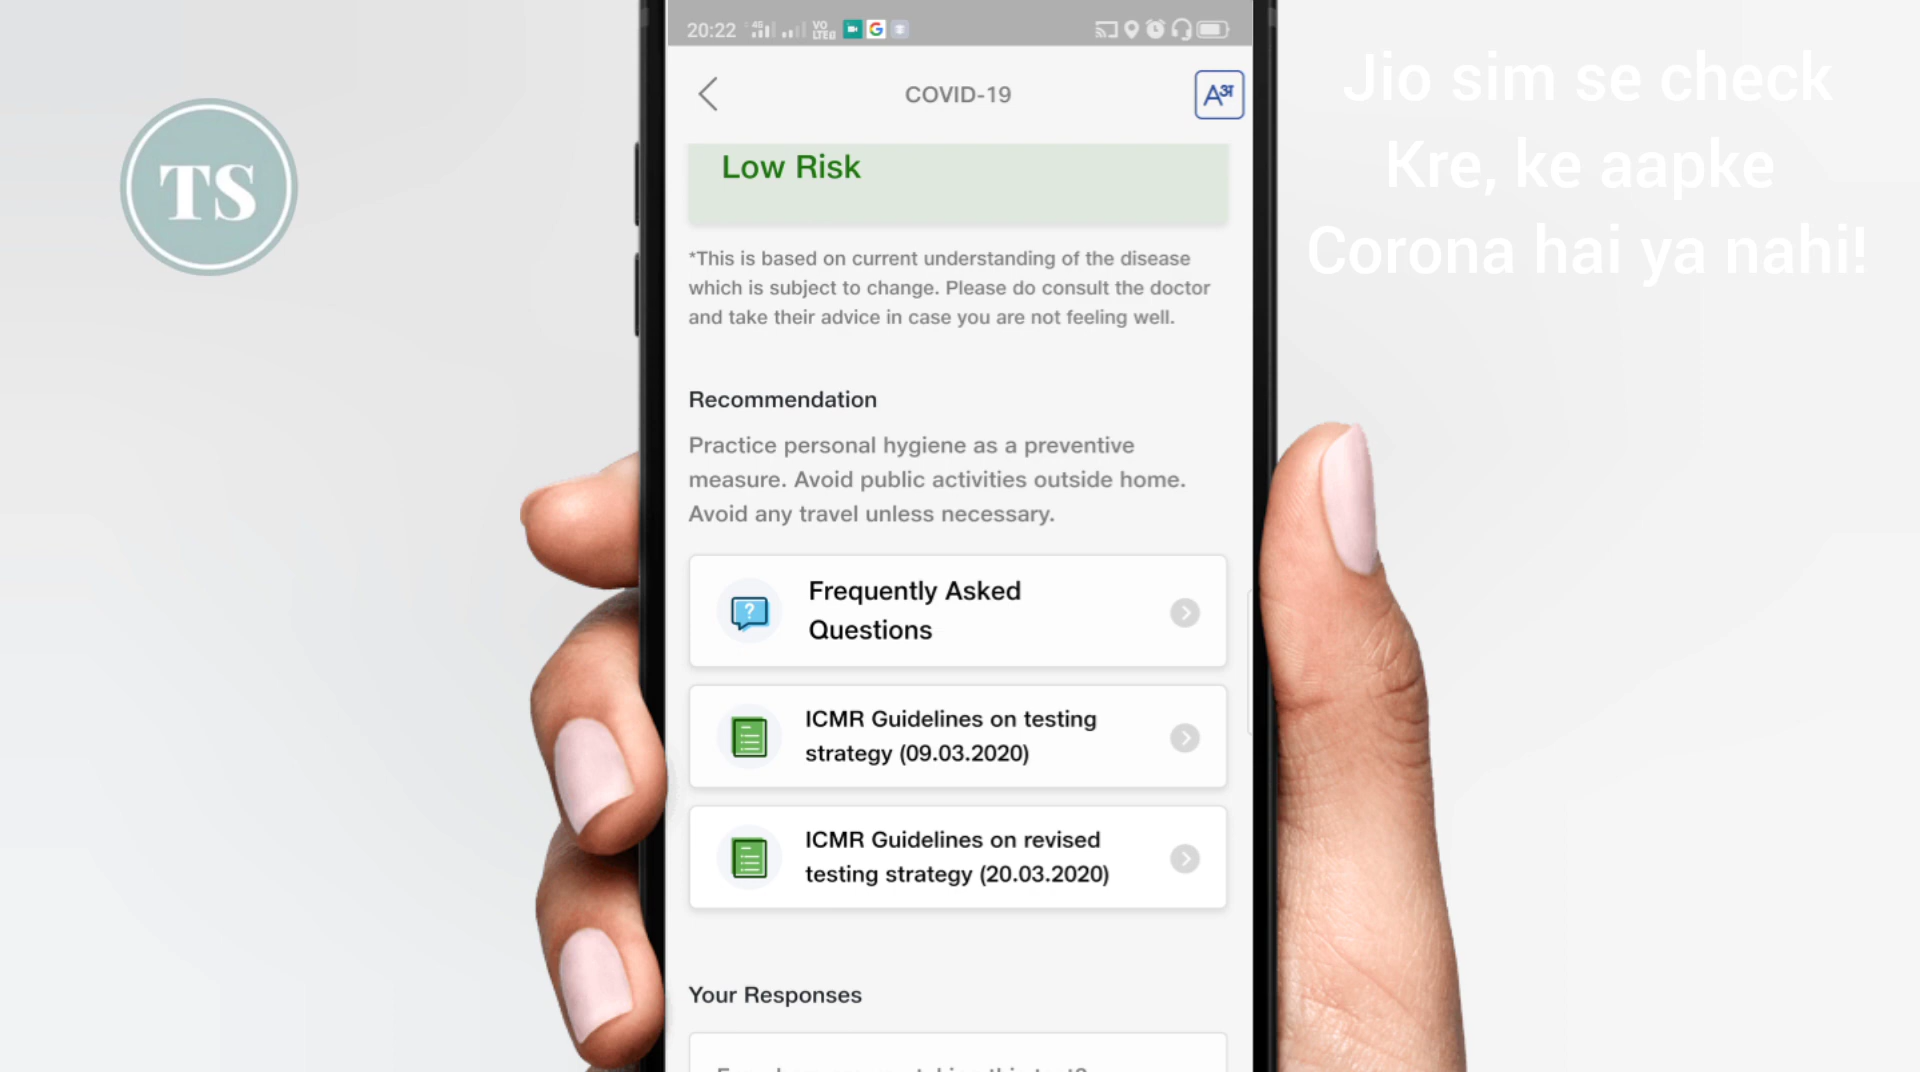 20:22
4G
VO
LTE
G
COVID-19
Aअ
Low Risk
*This is based on current understanding of the disease
which is subject to change. Please do consult the doctor
and take their advice in case you are not feeling well.
Recommendation
Practice personal hygiene as a preventive
measure. Avoid public activities outside home.
Avoid any travel unless necessary.
?
Frequently Asked
Questions
ICMR Guidelines on testing
strategy (09.03.2020)
ICMR Guidelines on revised
testing strategy (20.03.2020)
Your Responses
TS
Jio sim se check
Kre, ke aapke
Corona hai ya nahi!